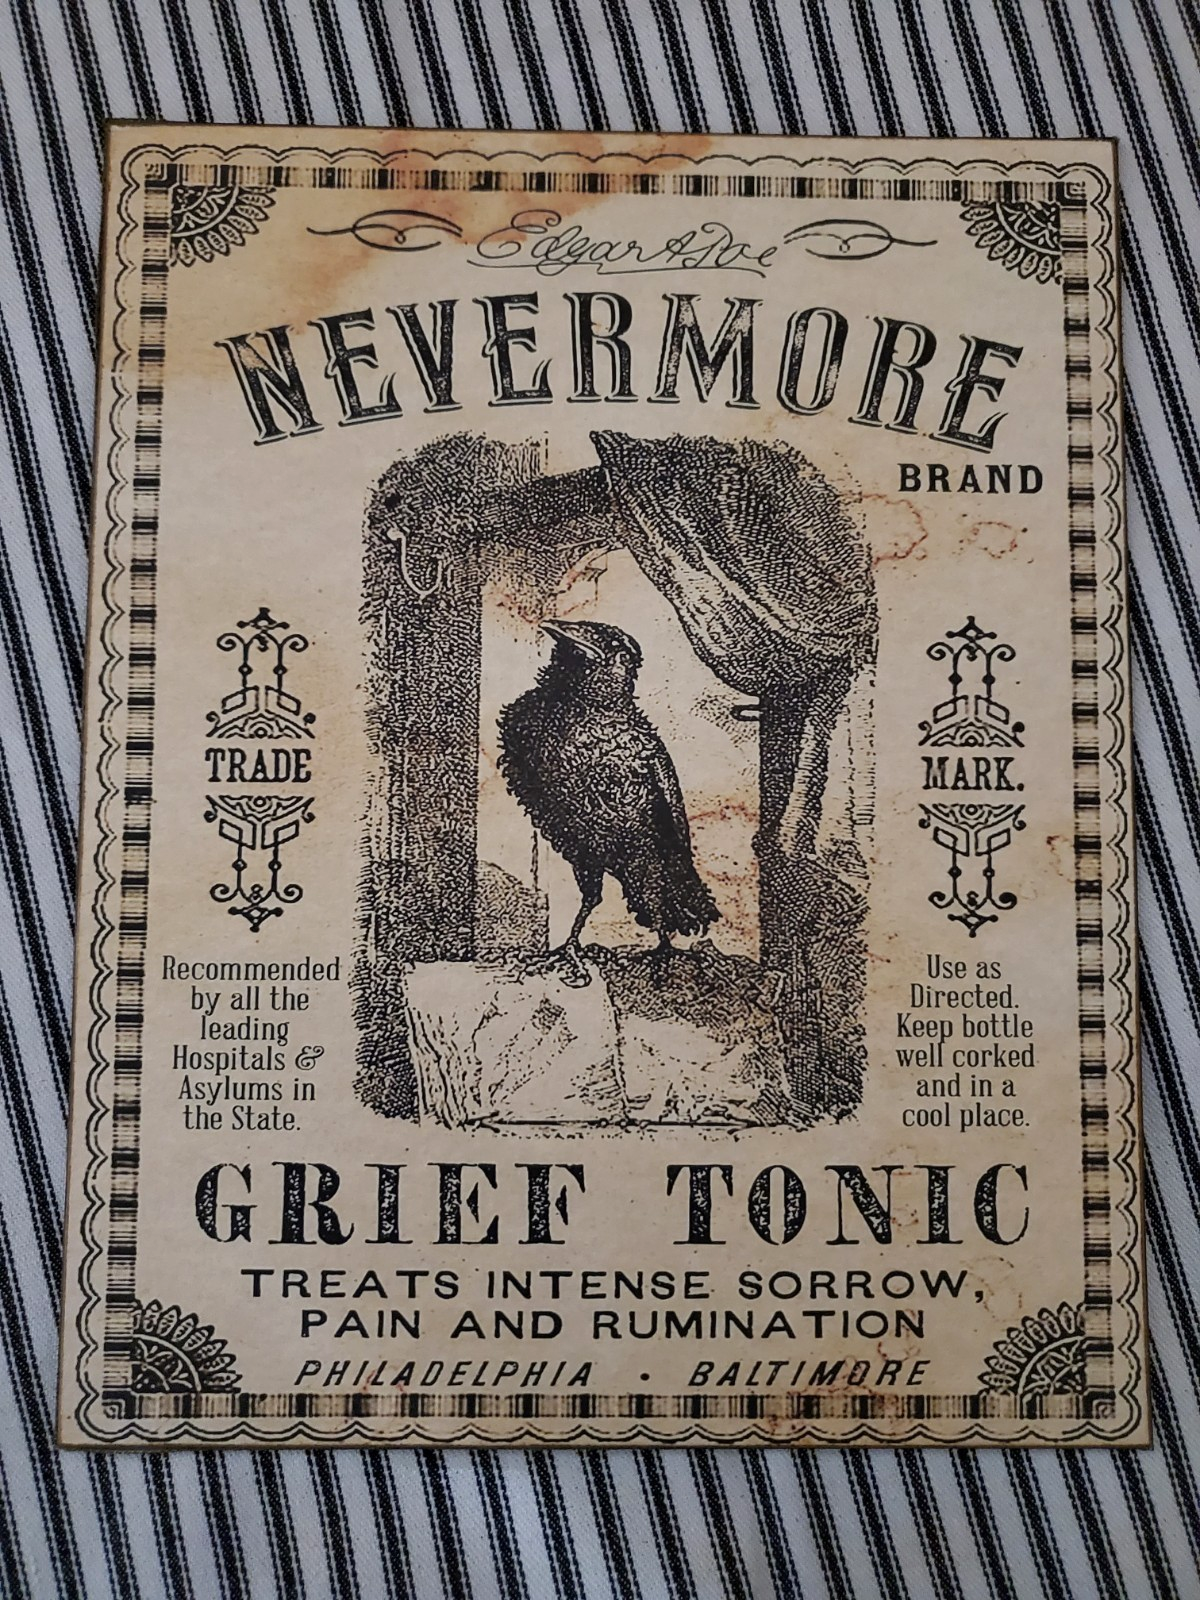 Edgar A Poe
NEVERMORE
BRAND
TRADE
MARK.
Recommended
by all the
leading
Hospitals &
Asylums in
the State.
Use as
Directed.
Keep bottle
well corked
and in a
cool place.
GRIEF TONIC
TREATS INTENSE SORROW,
PAIN AND RUMINATION
PHILADELPHIA • BALTIMORE